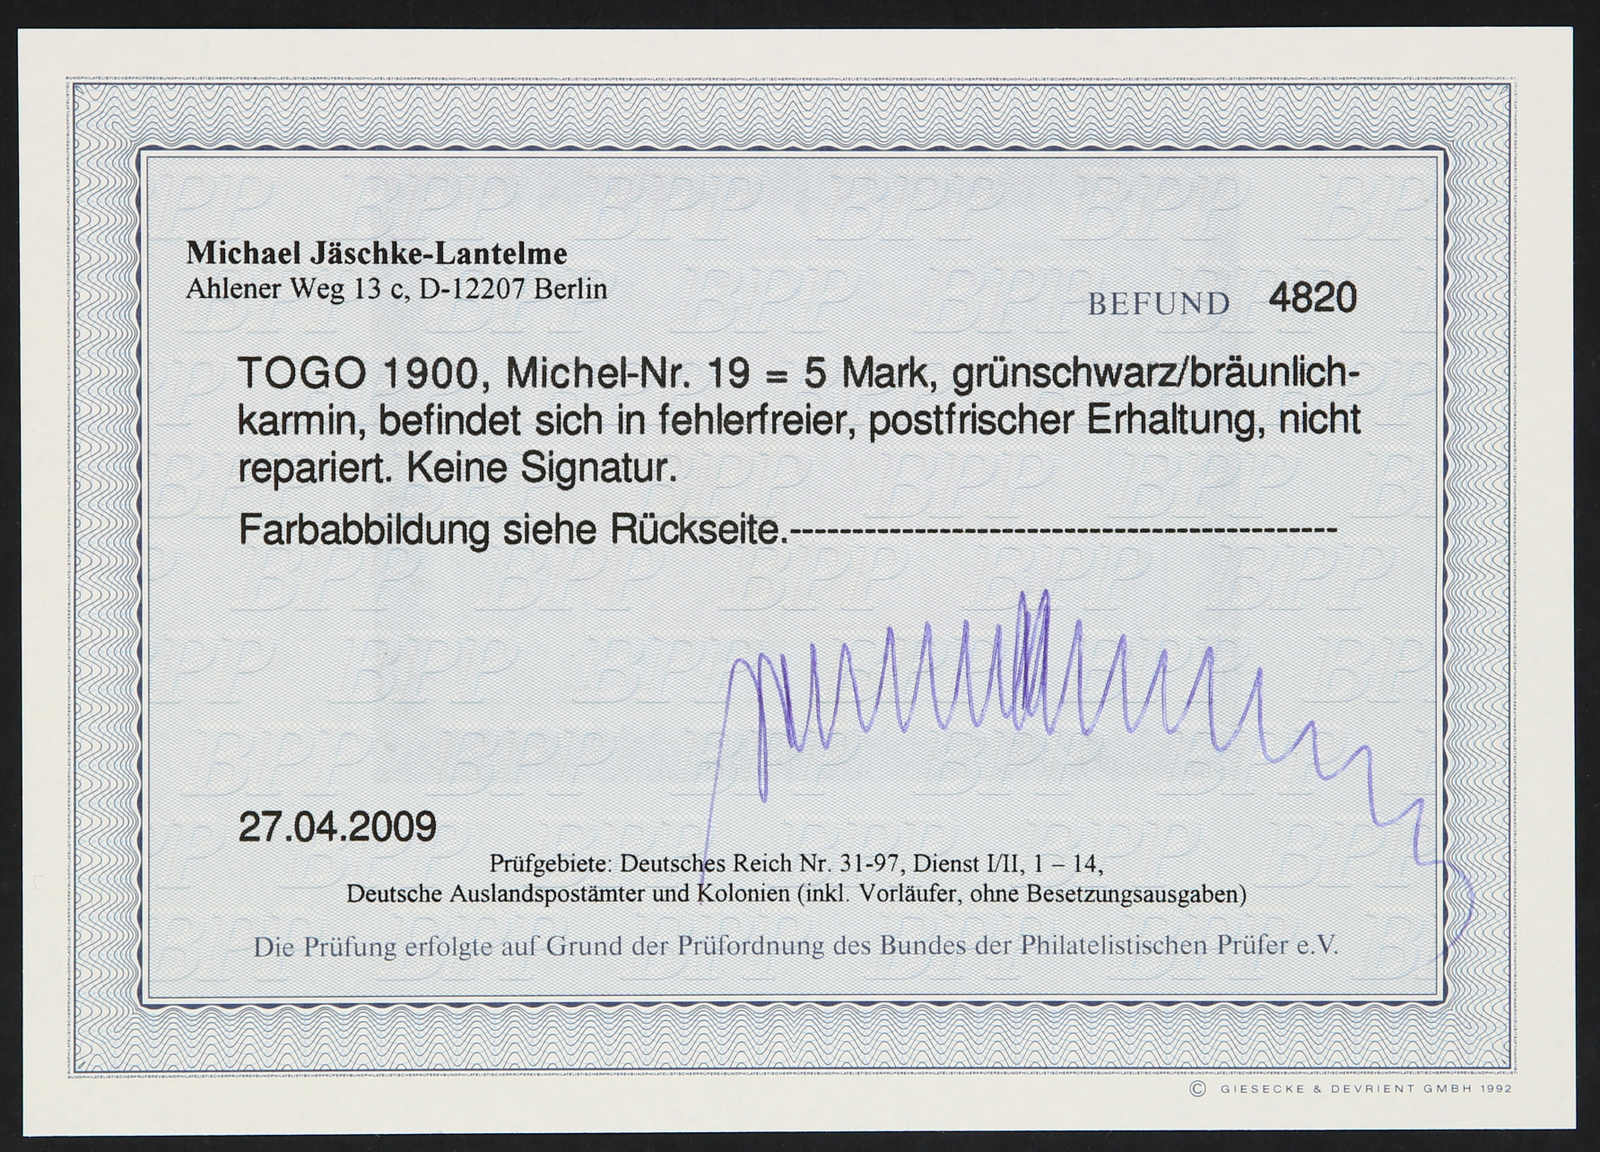 Michael Jäschke-Lantelme
Ahlener Weg 13 c, D-12207 Berlin
BEFUND 4820
TOGO 1900, Michel-Nr. 19 = 5 Mark, grünschwarz/bräunlich-
karmin, befindet sich in fehlerfreier, postfrischer Erhaltung, nicht
repariert. Keine Signatur.
Farbabbildung siehe Rückseite.--------------------------------------------
27.04.2009
Prüfgebiete: Deutsches Reich Nr. 31-97, Dienst I/II, 1 – 14,
Deutsche Auslandspostämter und Kolonien (inkl. Vorläufer, ohne Besetzungsausgaben)
Die Prüfung erfolgte auf Grund der Prüfordnung des Bundes der Philatelistischen Prüfer e.V.
© GIESECKE & DEVRIENT GMBH 1992